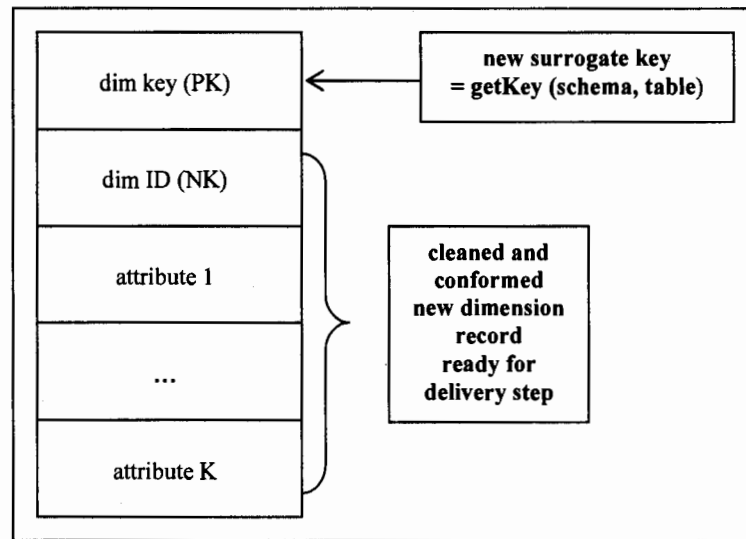 dim key (PK)
new surrogate key
= getKey (schema, table)
dim ID (NK)
attribute 1
...
attribute K
cleaned and
conformed
new dimension
record
ready for
delivery step